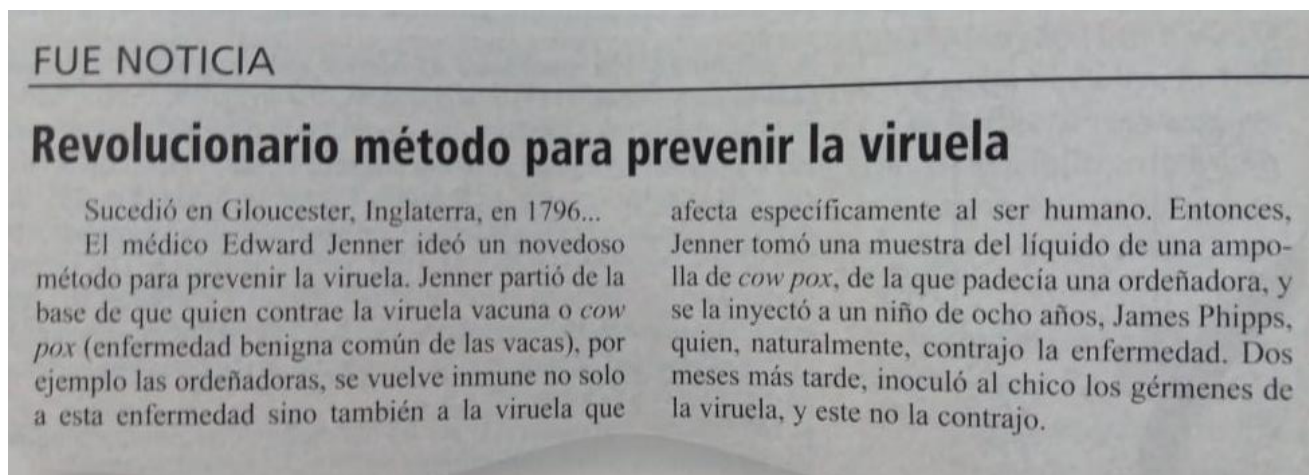 FUE NOTICIA
Revolucionario método para prevenir la viruela
Sucedió en Gloucester, Inglaterra, en 1796...
El médico Edward Jenner ideó un novedoso
método para prevenir la viruela. Jenner partió de la
base de que quien contrae la viruela vacuna o cow
pox (enfermedad benigna común de las vacas), por
ejemplo las ordeñadoras, se vuelve inmune no solo
a esta enfermedad sino también a la viruela que
afecta específicamente al ser humano. Entonces,
Jenner tomó una muestra del líquido de una ampo-
lla de cow pox, de la que padecía una ordeñadora, y
se la inyectó a un niño de ocho años, James Phipps,
quien, naturalmente, contrajo la enfermedad. Dos
meses más tarde, inoculó al chico los gérmenes de
la viruela, y este no la contrajo.